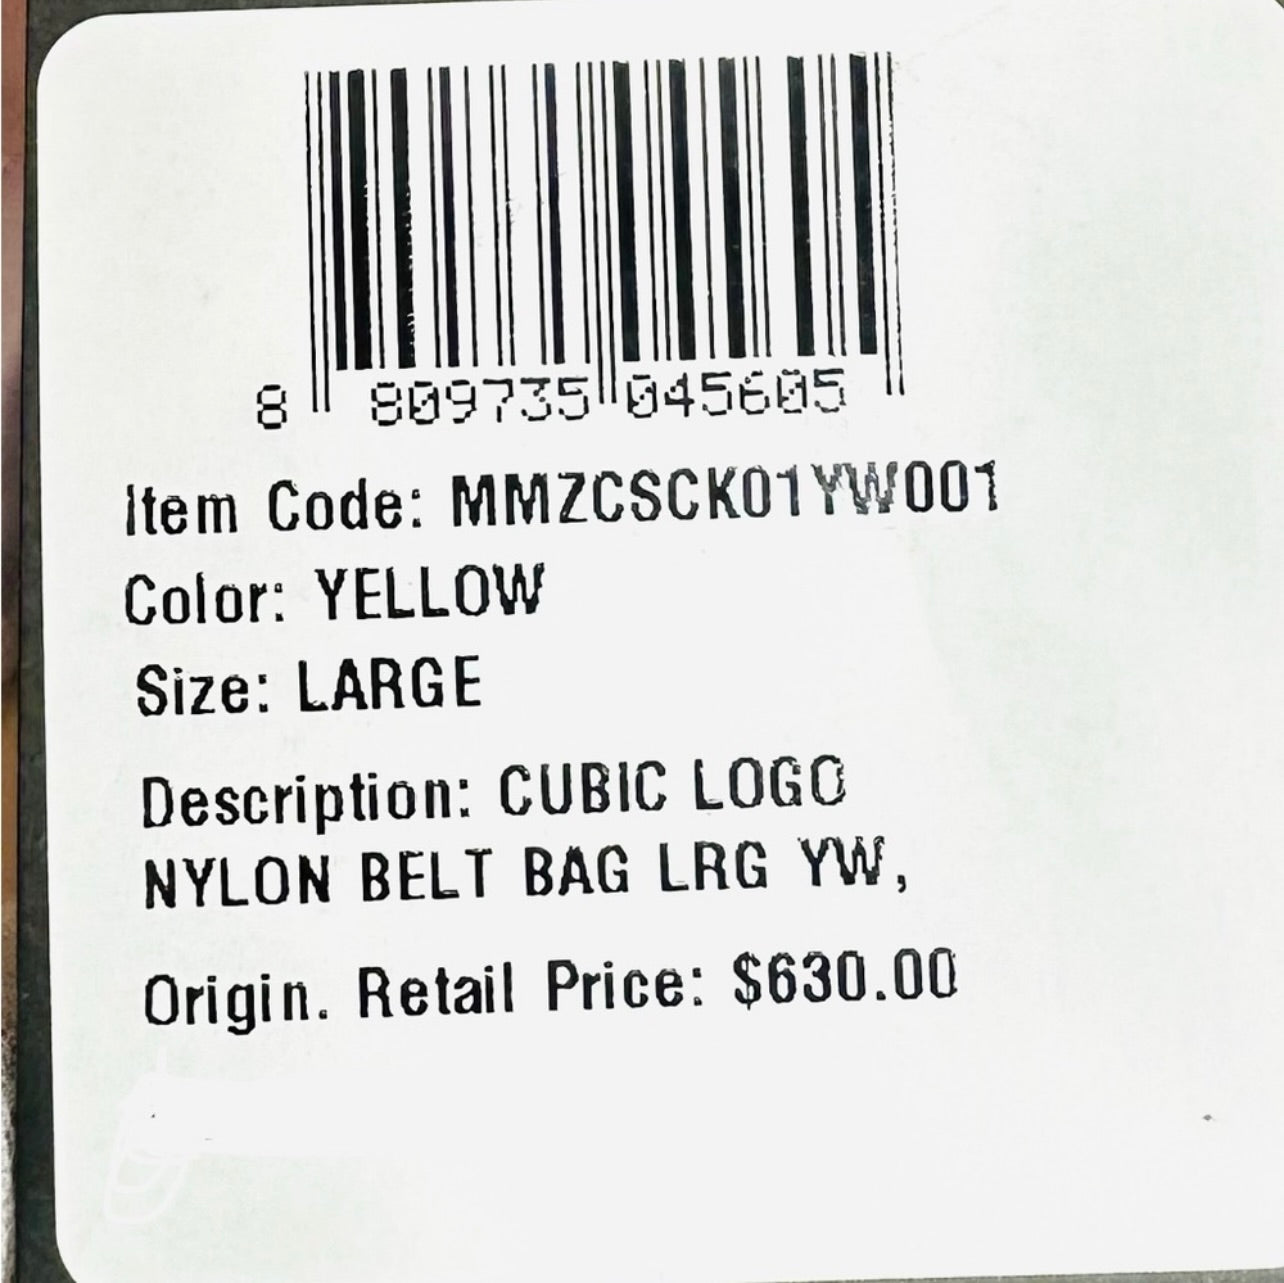 8 809735 045605
Item Code: MMZCSCK01YW001
Color: YELLOW
Size: LARGE
Description: CUBIC LOGO
NYLON BELT BAG LRG YW,
Origin. Retail Price: $630.00